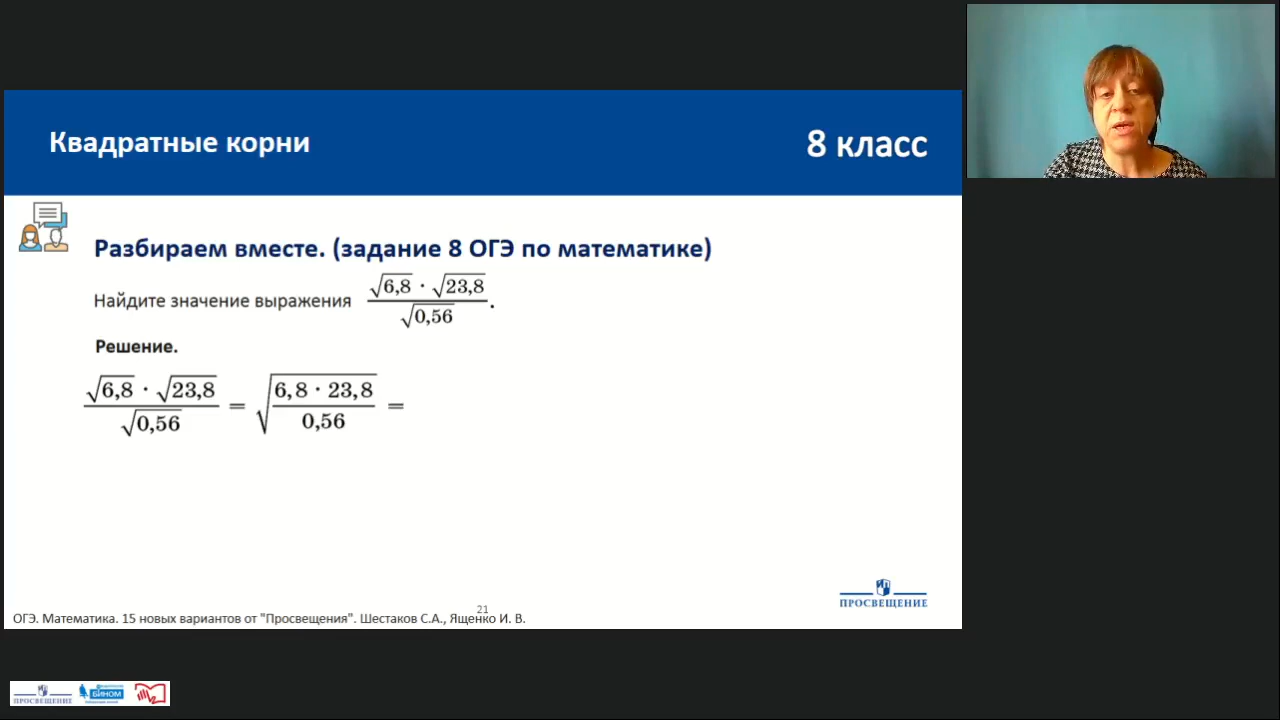 Квадратные корни
8 класс
Разбираем вместе. (задание 8 ОГЭ по математике)
Найдите значение выражения √6,8 · √23,8 / √0,56 .
Решение.
√6,8 · √23,8 / √0,56 = √(6,8 · 23,8 / 0,56) =
ПРОСВЕЩЕНИЕ
21
ОГЭ. Математика. 15 новых вариантов от "Просвещения". Шестаков С.А., Ященко И. В.
ПРОСВЕЩЕНИЕ
БИНОМ